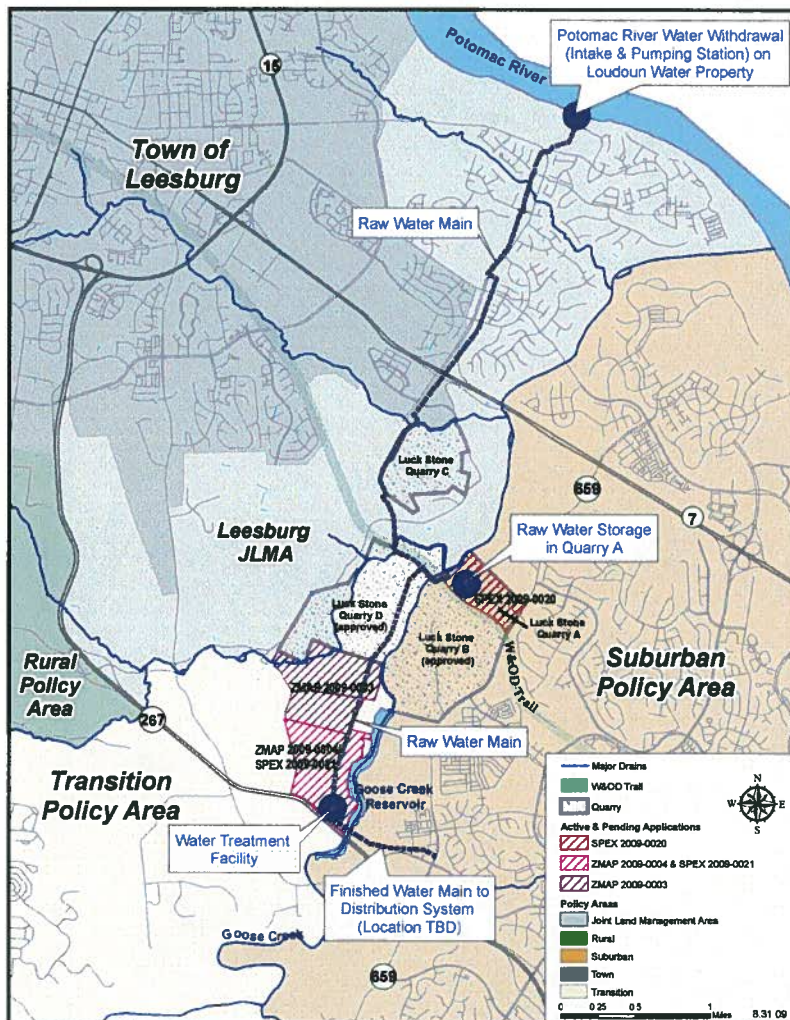 Potomac River Water Withdrawal
(Intake & Pumping Station) on
Loudoun Water Property
Potomac River
15
Town of
Leesburg
Raw Water Main
Luck Stone
Quarry C
659
7
Leesburg
JLMA
Raw Water Storage
in Quarry A
SPEX 2009-0020
Luck Stone
Quarry A
Luck Stone
Quarry D
(approved)
Luck Stone
Quarry B
(approved)
W&OD Trail
Suburban
Policy Area
Rural
Policy
Area
ZMAP 2009-0003
267
ZMAP 2009-0004
SPEX 2009-0021
Raw Water Main
Transition
Policy Area
Goose Creek
Reservoir
Water Treatment
Facility
Finished Water Main to
Distribution System
(Location TBD)
Goose Creek
659
Major Drains
W&OD Trail
Quarry
Active & Pending Applications
SPEX 2009-0020
ZMAP 2009-0004 & SPEX 2009-0021
ZMAP 2009-0003
Policy Areas
Joint Land Management Area
Rural
Suburban
Town
Transition
N
W E
S
0 0.25 0.5 1
Miles
8.31.09